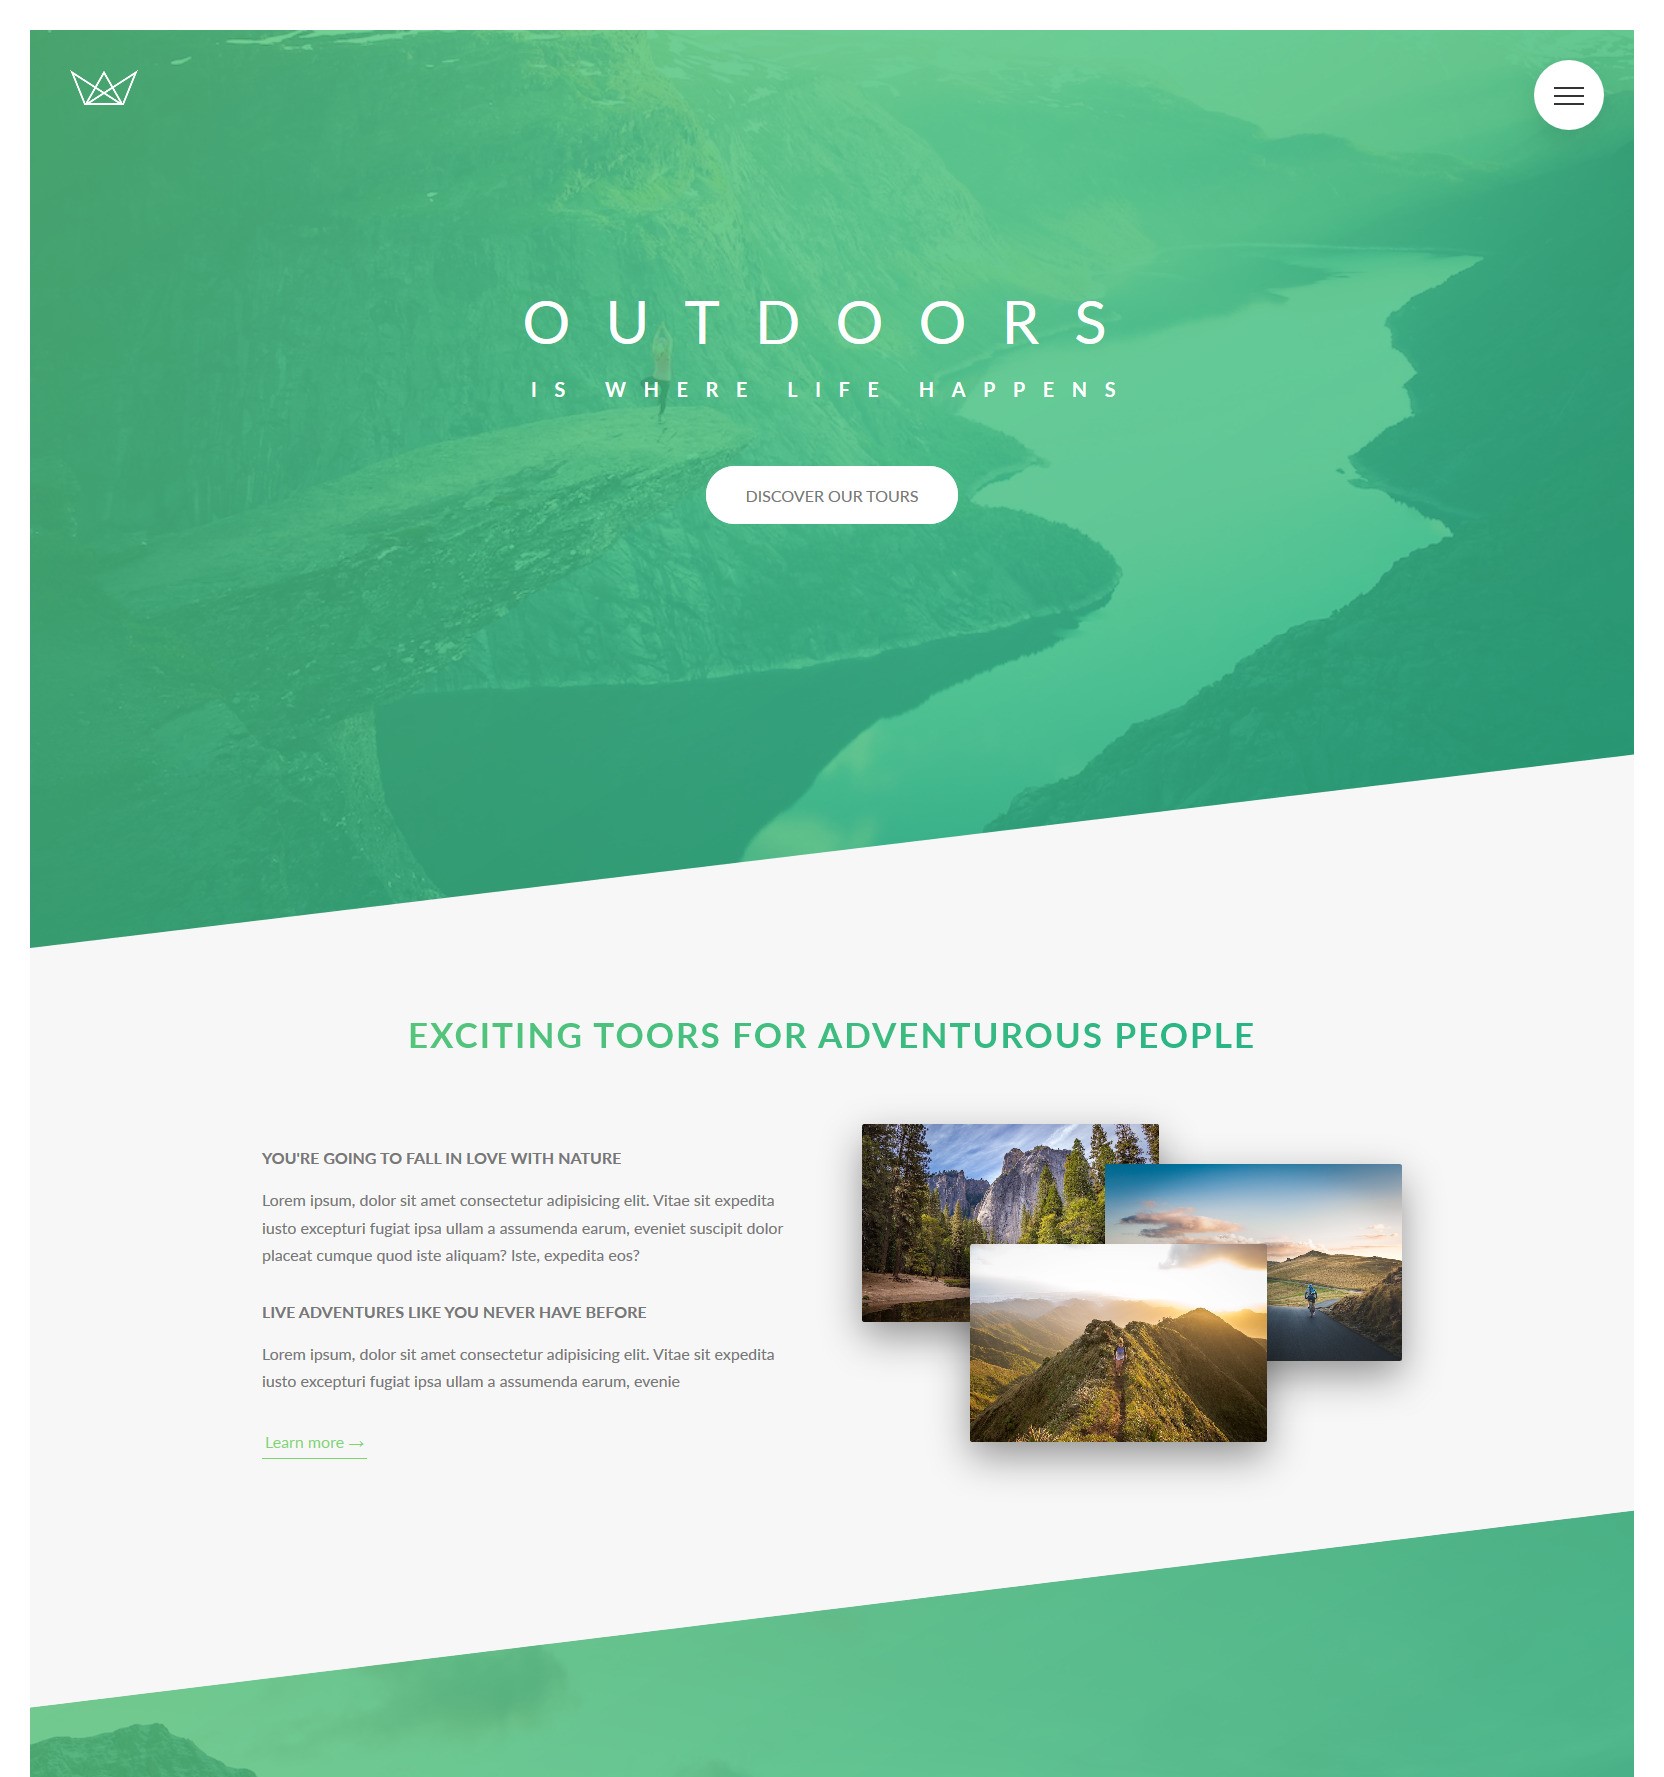 OUTDOORS
IS WHERE LIFE HAPPENS
DISCOVER OUR TOURS
EXCITING TOORS FOR ADVENTUROUS PEOPLE
YOU'RE GOING TO FALL IN LOVE WITH NATURE
Lorem ipsum, dolor sit amet consectetur adipisicing elit. Vitae sit expedita
iusto excepturi fugiat ipsa ullam a assumenda earum, eveniet suscipit dolor
placeat cumque quod iste aliquam? Iste, expedita eos?
LIVE ADVENTURES LIKE YOU NEVER HAVE BEFORE
Lorem ipsum, dolor sit amet consectetur adipisicing elit. Vitae sit expedita
iusto excepturi fugiat ipsa ullam a assumenda earum, evenie
Learn more →